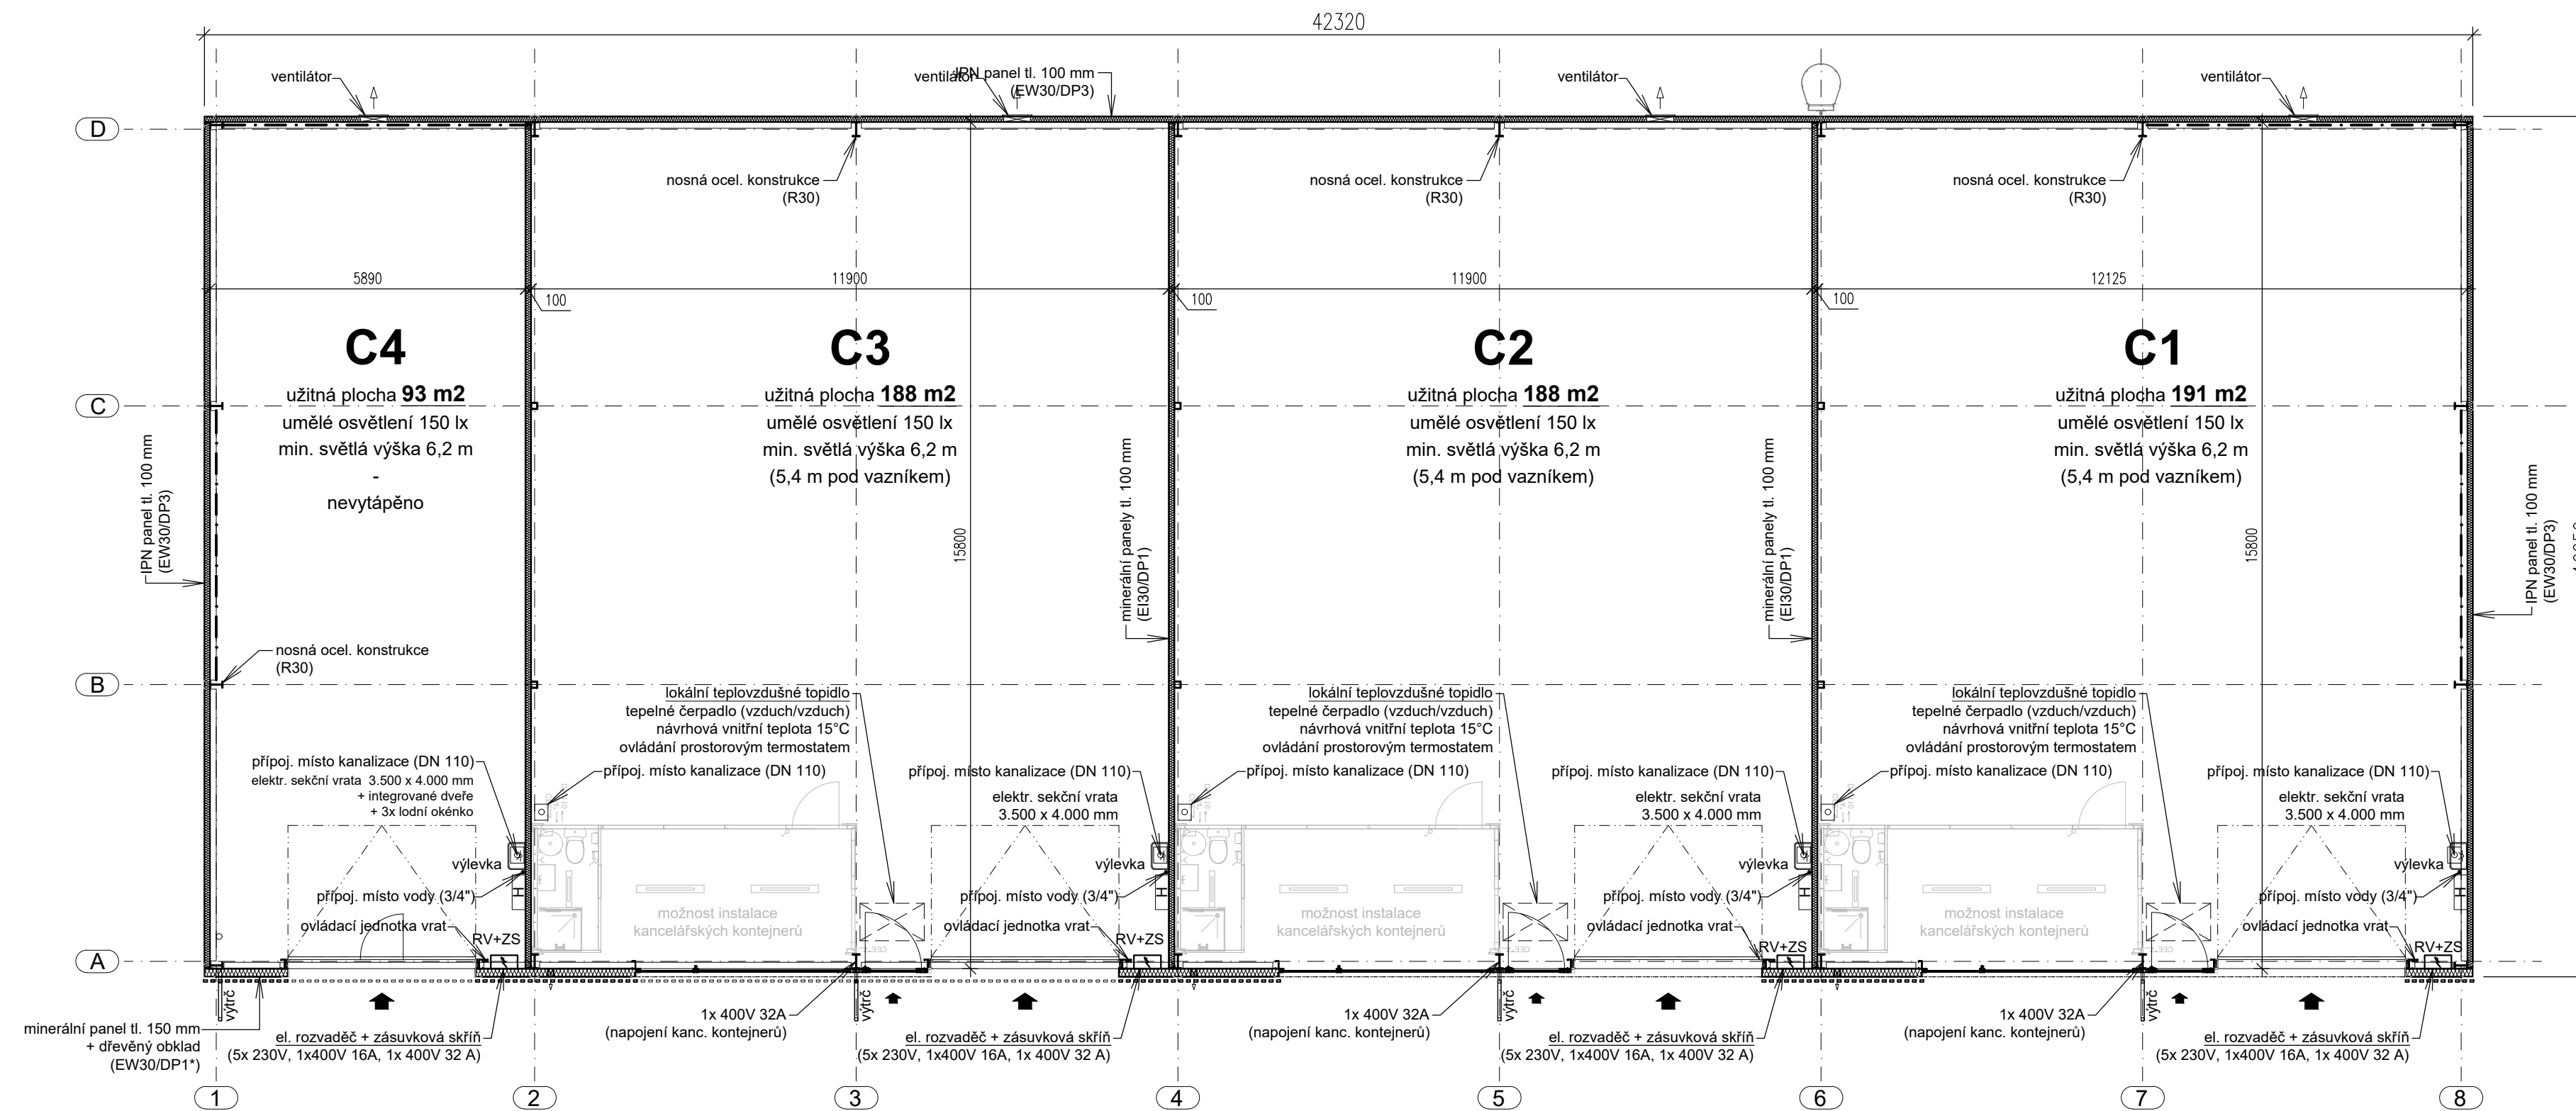 42320
ventilátor
ventilátor
IPN panel tl. 100 mm
(EW30/DP3)
ventilátor
ventilátor
D
nosná ocel. konstrukce
(R30)
nosná ocel. konstrukce
(R30)
nosná ocel. konstrukce
(R30)
5890
11900
11900
12125
100
100
100
C4
užitná plocha 93 m2
umělé osvětlení 150 lx
min. světlá výška 6,2 m
-
nevytápěno
C3
užitná plocha 188 m2
umělé osvětlení 150 lx
min. světlá výška 6,2 m
(5,4 m pod vazníkem)
C2
užitná plocha 188 m2
umělé osvětlení 150 lx
min. světlá výška 6,2 m
(5,4 m pod vazníkem)
C1
užitná plocha 191 m2
umělé osvětlení 150 lx
min. světlá výška 6,2 m
(5,4 m pod vazníkem)
C
IPN panel tl. 100 mm
(EW30/DP3)
15800
minerální panely tl. 100 mm
(EI30/DP1)
minerální panely tl. 100 mm
(EI30/DP1)
15800
IPN panel tl. 100 mm
(EW30/DP3)
nosná ocel. konstrukce
(R30)
B
lokální teplovzdušné topidlo
tepelné čerpadlo (vzduch/vzduch)
návrhová vnitřní teplota 15°C
ovládání prostorovým termostatem
lokální teplovzdušné topidlo
tepelné čerpadlo (vzduch/vzduch)
návrhová vnitřní teplota 15°C
ovládání prostorovým termostatem
lokální teplovzdušné topidlo
tepelné čerpadlo (vzduch/vzduch)
návrhová vnitřní teplota 15°C
ovládání prostorovým termostatem
přípoj. místo kanalizace (DN 110)
elektr. sekční vrata 3.500 x 4.000 mm
+ integrované dveře
+ 3x lodní okénko
přípoj. místo kanalizace (DN 110)
přípoj. místo kanalizace (DN 110)
elektr. sekční vrata
3.500 x 4.000 mm
přípoj. místo kanalizace (DN 110)
přípoj. místo kanalizace (DN 110)
elektr. sekční vrata
3.500 x 4.000 mm
přípoj. místo kanalizace (DN 110)
přípoj. místo kanalizace (DN 110)
elektr. sekční vrata
3.500 x 4.000 mm
výlevka
výlevka
výlevka
výlevka
přípoj. místo vody (3/4")
přípoj. místo vody (3/4")
přípoj. místo vody (3/4")
přípoj. místo vody (3/4")
možnost instalace
kancelářských kontejnerů
možnost instalace
kancelářských kontejnerů
možnost instalace
kancelářských kontejnerů
ovládací jednotka vrat
ovládací jednotka vrat
ovládací jednotka vrat
ovládací jednotka vrat
RV+ZS
RV+ZS
RV+ZS
RV+ZS
A
výtrč
výtrč
výtrč
výtrč
minerální panel tl. 150 mm
+ dřevěný obklad
(EW30/DP1*)
el. rozvaděč + zásuvková skříň
(5x 230V, 1x400V 16A, 1x 400V 32 A)
1x 400V 32A
(napojení kanc. kontejnerů)
el. rozvaděč + zásuvková skříň
(5x 230V, 1x400V 16A, 1x 400V 32 A)
1x 400V 32A
(napojení kanc. kontejnerů)
el. rozvaděč + zásuvková skříň
(5x 230V, 1x400V 16A, 1x 400V 32 A)
1x 400V 32A
(napojení kanc. kontejnerů)
el. rozvaděč + zásuvková skříň
(5x 230V, 1x400V 16A, 1x 400V 32 A)
1
2
3
4
5
6
7
8